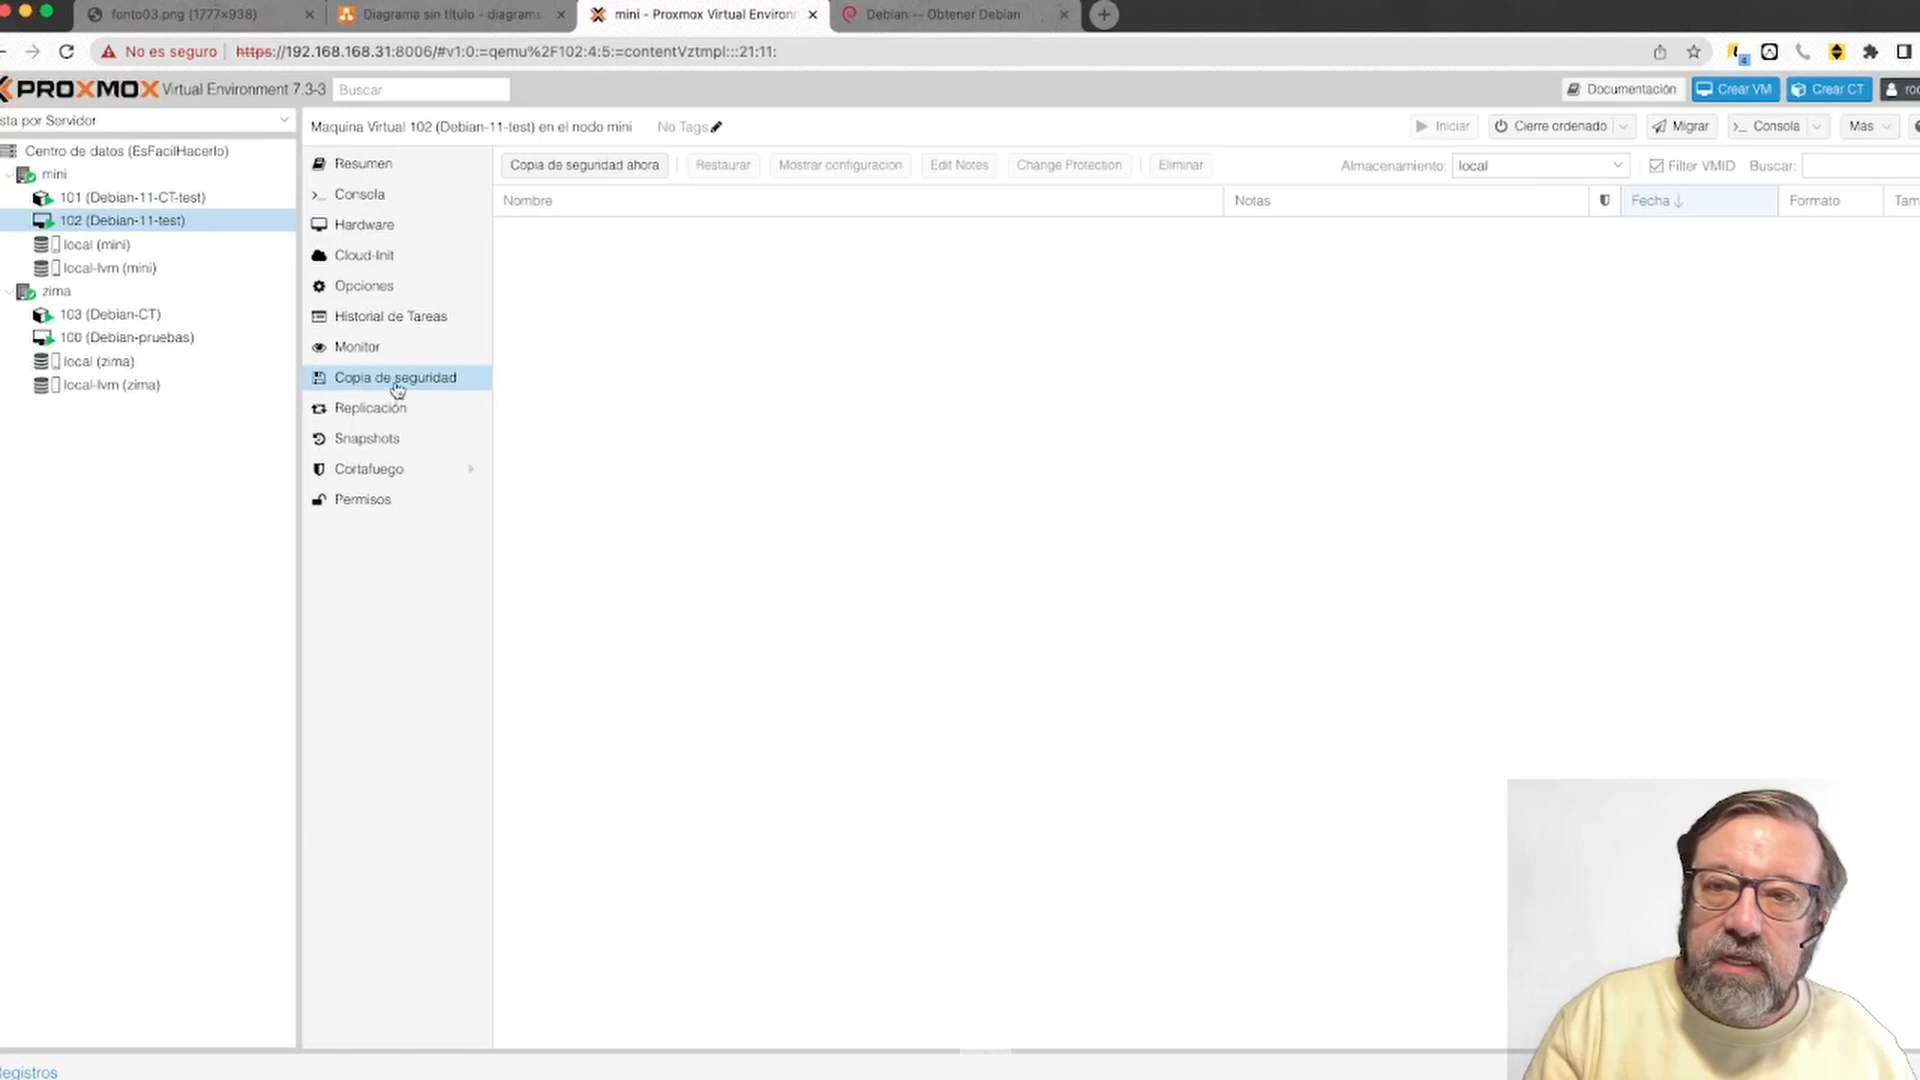 fonto03.png (1777×938)
Diagrama sin título - diagrams
mini - Proxmox Virtual Environ
Debian -- Obtener Debian
No es seguro
https://192.168.168.31:8006/#v1:0:=qemu%2F102:4:5:=contentVztmpl:::21:11:
4
PROXMOX Virtual Environment 7.3-3
Buscar
Documentación
Crear VM
Crear CT
sta por Servidor
Maquina Virtual 102 (Debian-11-test) en el nodo mini
No Tags
Iniciar
Cierre ordenado
Migrar
Consola
Más
Centro de datos (EsFacilHacerlo)
mini
101 (Debian-11-CT-test)
102 (Debian-11-test)
local (mini)
local-lvm (mini)
zima
103 (Debian-CT)
100 (Debian-pruebas)
local (zima)
local-lvm (zima)
Resumen
Consola
Hardware
Cloud-Init
Opciones
Historial de Tareas
Monitor
Copia de seguridad
Replicación
Snapshots
Cortafuego
Permisos
Copia de seguridad ahora
Restaurar
Mostrar configuración
Edit Notes
Change Protection
Eliminar
Almacenamiento:
local
Filter VMID
Buscar:
Nombre
Notas
Fecha
Formato
Tam
Registros